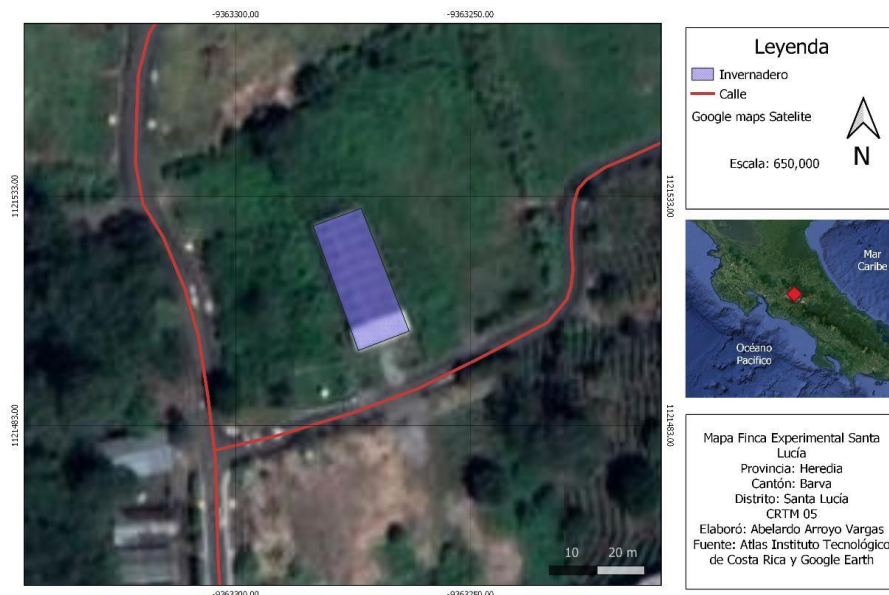 -9363300.00
-9363250.00
1121533.00
1121533.00
1121483.00
1121483.00
10
20 m
-9363300.00
-9363250.00
Leyenda
Invernadero
Calle
Google maps Satelite
N
Escala: 650,000
Mar
Caribe
Océano
Pacifico
Mapa Finca Experimental Santa
Lucía
Provincia: Heredia
Cantón: Barva
Distrito: Santa Lucía
CRTM 05
Elaboró: Abelardo Arroyo Vargas
Fuente: Atlas Instituto Tecnológico
de Costa Rica y Google Earth